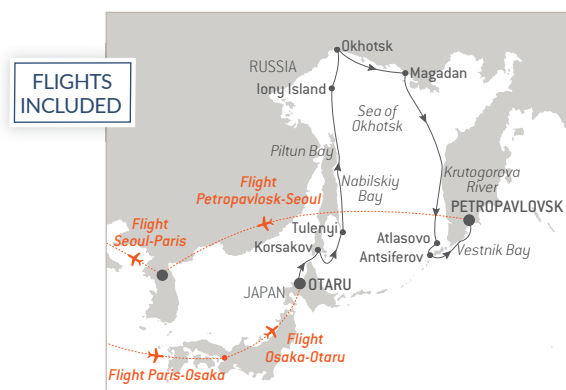 FLIGHTS
INCLUDED
Okhotsk
RUSSIA
Magadan
Iony Island
Sea of
Okhotsk
Piltun Bay
Flight
Petropavlosk-Seoul
Nabilskiy
Bay
Krutogorova
River
PETROPAVLOVSK
Flight
Seoul-Paris
Tulenyi
Korsakov
Atlasovo
Antsiferov
Vestnik Bay
JAPAN
OTARU
Flight
Osaka-Otaru
Flight Paris-Osaka